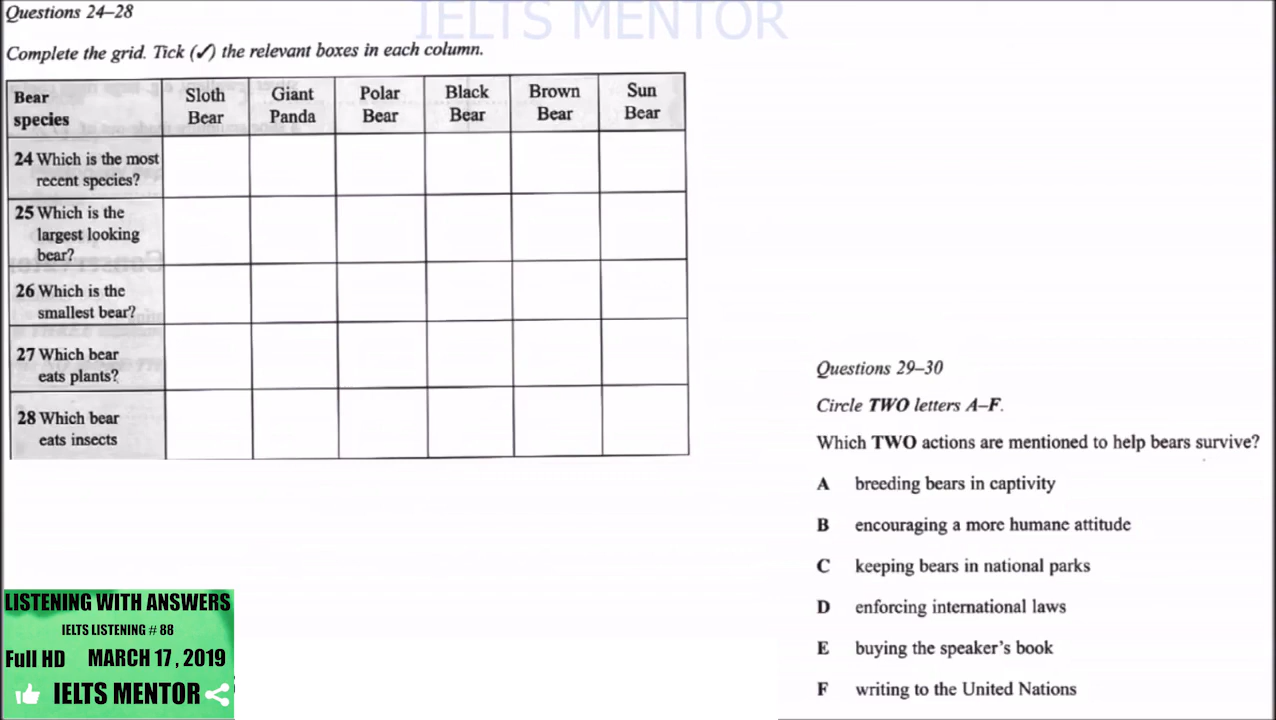 IELTS MENTOR
Questions 24–28
Complete the grid. Tick (✓) the relevant boxes in each column.
Bear species | Sloth Bear | Giant Panda | Polar Bear | Black Bear | Brown Bear | Sun Bear
24 Which is the most
recent species?
25 Which is the
largest looking
bear?
26 Which is the
smallest bear?
27 Which bear
eats plants?
28 Which bear
eats insects
Questions 29–30
Circle TWO letters A–F.
Which TWO actions are mentioned to help bears survive?
A breeding bears in captivity
B encouraging a more humane attitude
C keeping bears in national parks
D enforcing international laws
E buying the speaker's book
F writing to the United Nations
LISTENING WITH ANSWERS
IELTS LISTENING # 88
Full HD MARCH 17, 2019
IELTS MENTOR